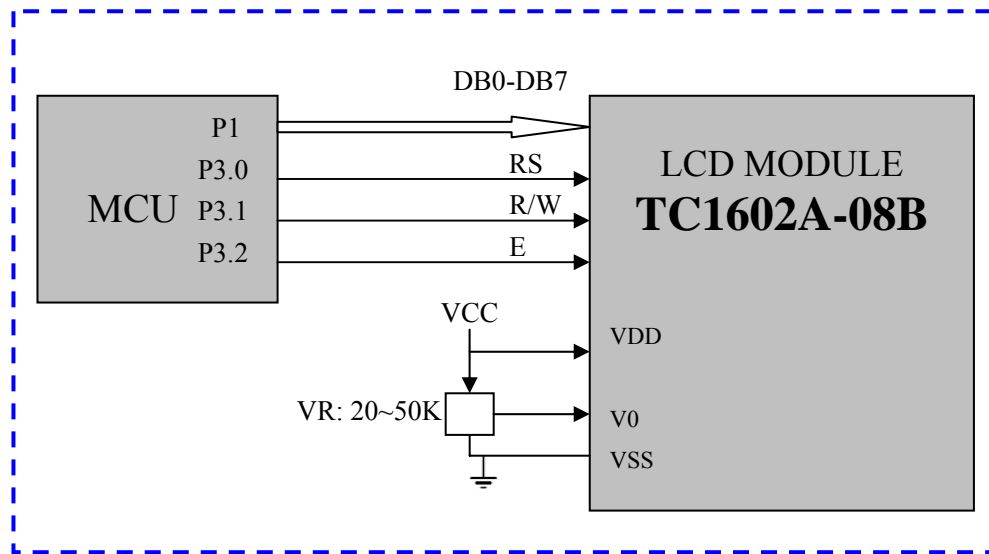 DB0-DB7
P1
P3.0
P3.1
P3.2
MCU
RS
R/W
E
LCD MODULE
TC1602A-08B
VCC
VDD
VR: 20~50K
V0
VSS